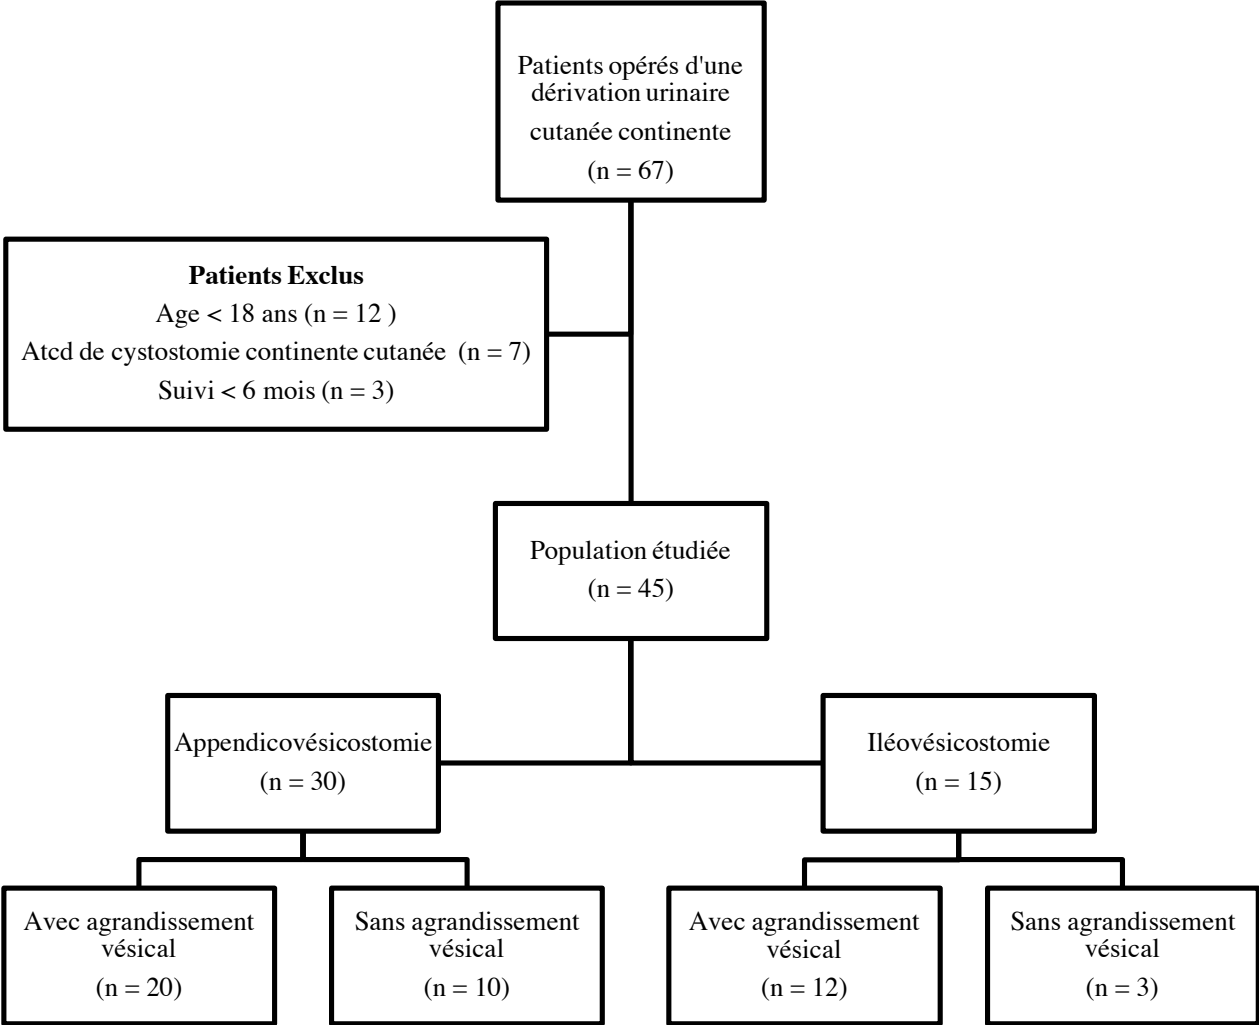 Patients opérés d'une
dérivation urinaire
cutanée continente
(n = 67)
Patients Exclus
Age < 18 ans (n = 12 )
Atcd de cystostomie continente cutanée (n = 7)
Suivi < 6 mois (n = 3)
Population étudiée
(n = 45)
Appendicovésicostomie
(n = 30)
Iléovésicostomie
(n = 15)
Avec agrandissement
vésical
(n = 20)
Sans agrandissement
vésical
(n = 10)
Avec agrandissement
vésical
(n = 12)
Sans agrandissement
vésical
(n = 3)